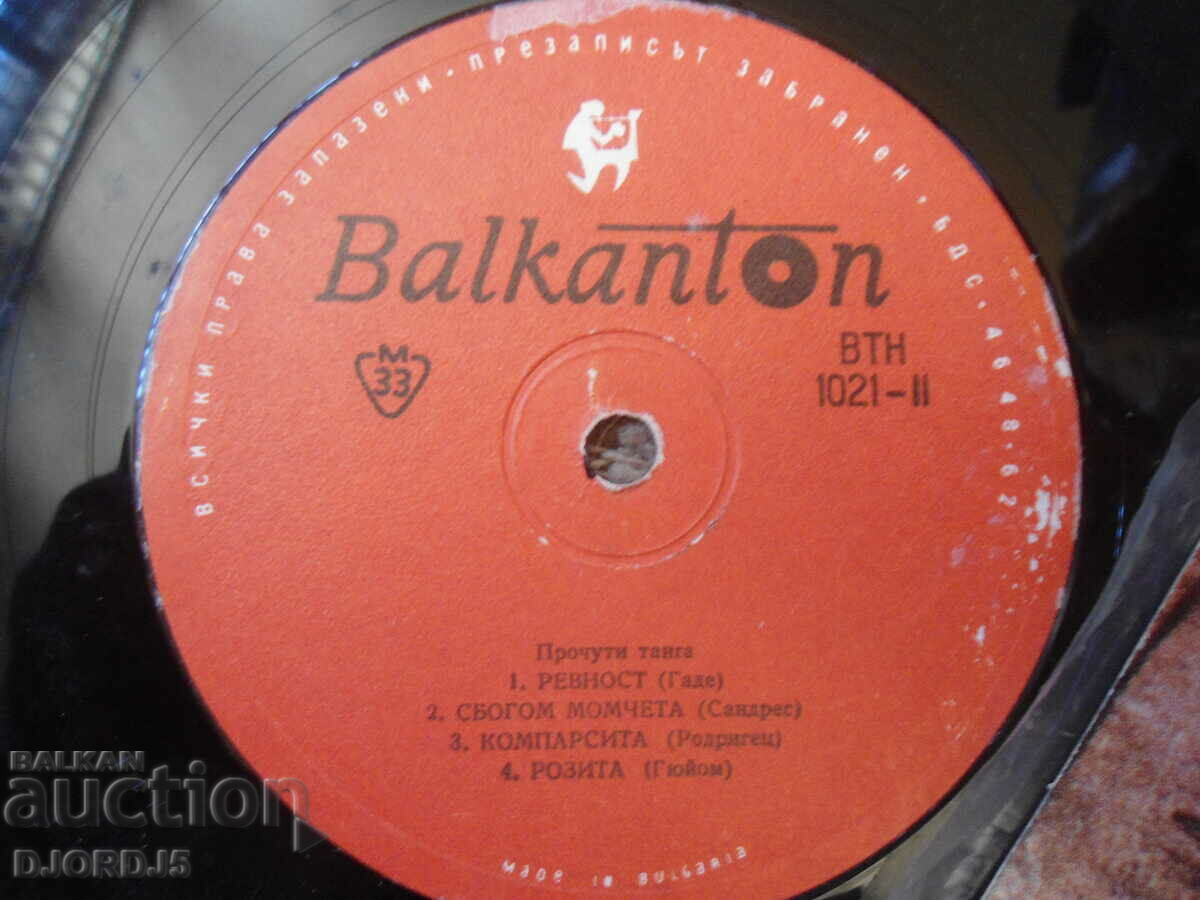 ВСИЧКИ ПРАВА ЗАПАЗЕНИ · ПРЕЗАПИСЪТ ЗАБРАНЕН · БДС · 4648-62
Balkanton
М
33
ВТН
1021-II
Прочути танга
1. РЕВНОСТ (Гаде)
2. СБОГОМ МОМЧЕТА (Сандрес)
3. КОМПАРСИТА (Родригец)
4. РОЗИТА (Гюйом)
MADE IN BULGARIA
BALKAN
auction
DJORDJ5